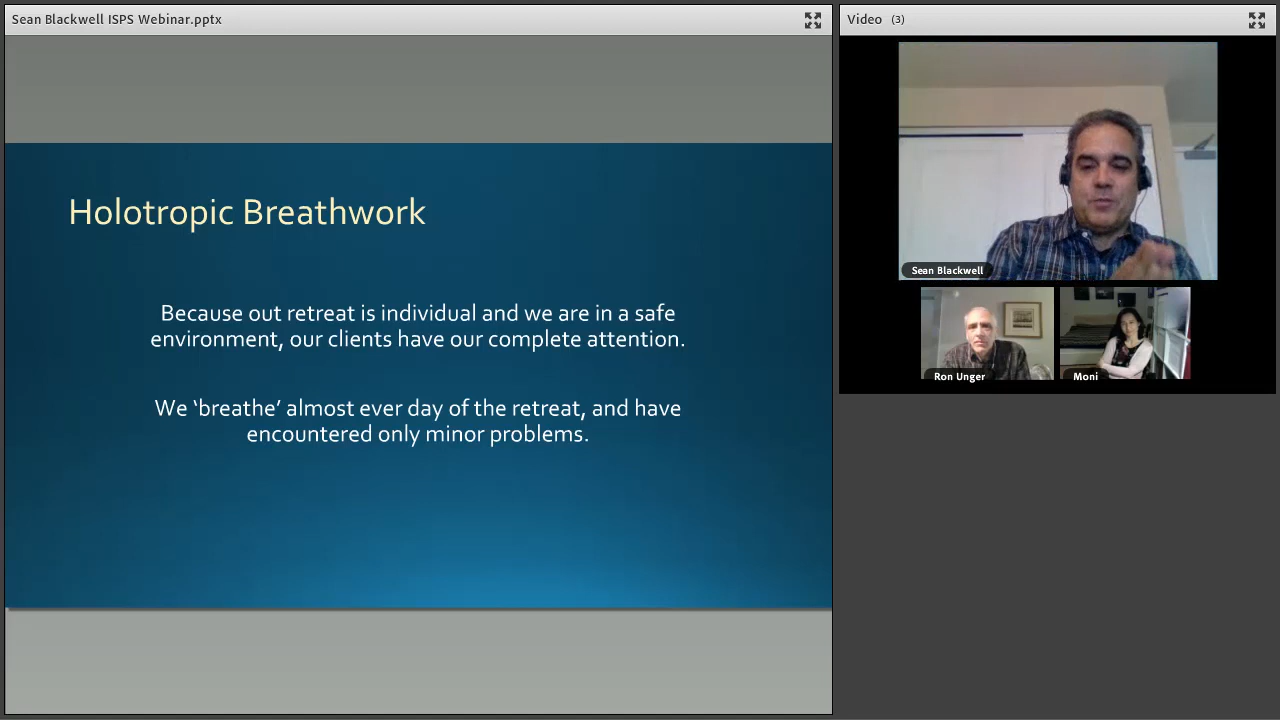 Sean Blackwell ISPS Webinar.pptx
Video (3)
Holotropic Breathwork
Because out retreat is individual and we are in a safe
environment, our clients have our complete attention.
We ‘breathe’ almost ever day of the retreat, and have
encountered only minor problems.
Sean Blackwell
Ron Unger
Moni